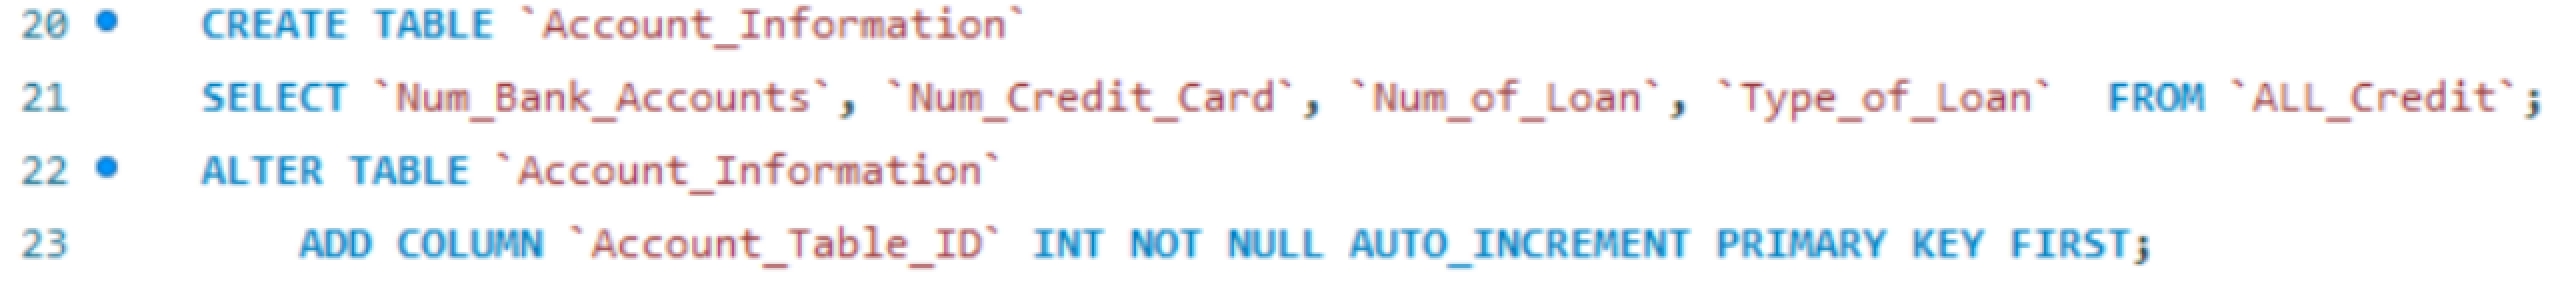 20 CREATE TABLE `Account_Information`
21 SELECT `Num_Bank_Accounts`, `Num_Credit_Card`, `Num_of_Loan`, `Type_of_Loan`  FROM `ALL_Credit`;
22 ALTER TABLE `Account_Information`
23 ADD COLUMN `Account_Table_ID` INT NOT NULL AUTO_INCREMENT PRIMARY KEY FIRST;